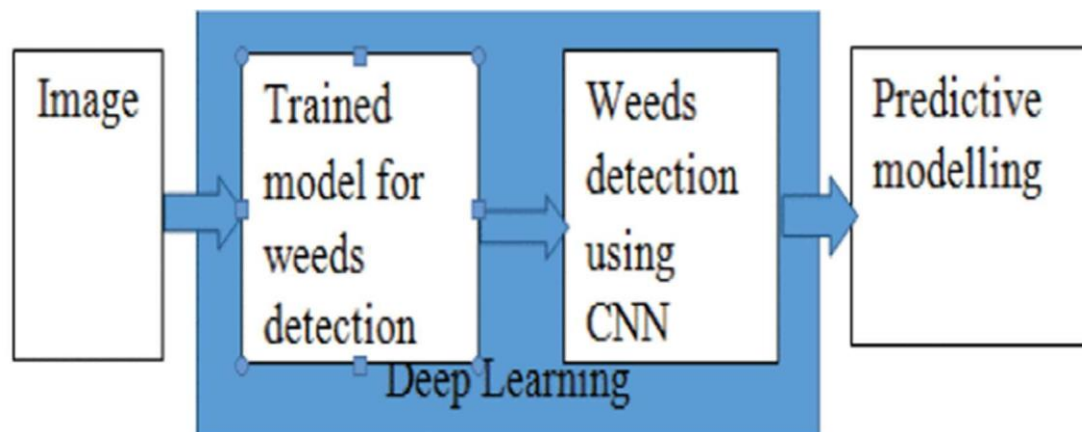 Image
Trained
model for
weeds
detection
Weeds
detection
using
CNN
Predictive
modelling
Deep Learning